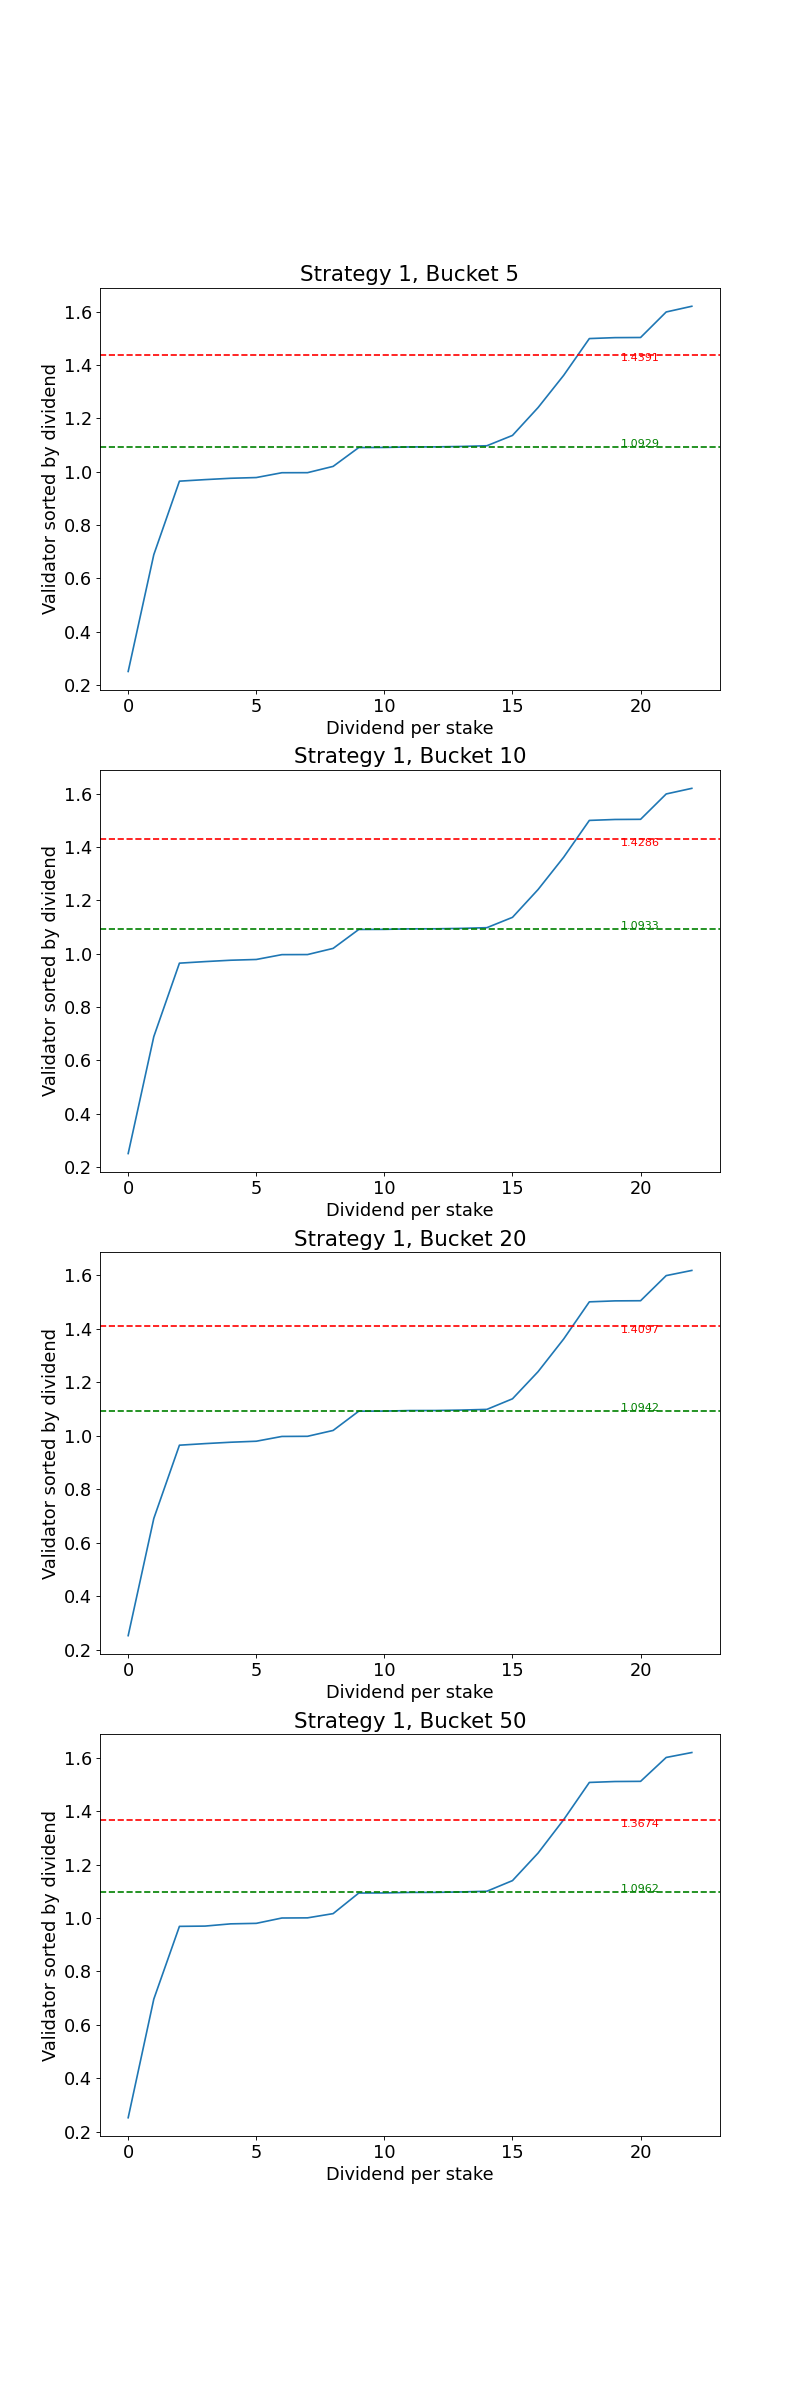 Strategy 1, Bucket 5
1.6
1.4
1.2
1.0
0.8
0.6
0.4
0.2
Validator sorted by dividend
1.4391
1.0929
0 5 10 15 20
Dividend per stake
Strategy 1, Bucket 10
1.6
1.4
1.2
1.0
0.8
0.6
0.4
0.2
Validator sorted by dividend
1.4286
1.0933
0 5 10 15 20
Dividend per stake
Strategy 1, Bucket 20
1.6
1.4
1.2
1.0
0.8
0.6
0.4
0.2
Validator sorted by dividend
1.4097
1.0942
0 5 10 15 20
Dividend per stake
Strategy 1, Bucket 50
1.6
1.4
1.2
1.0
0.8
0.6
0.4
0.2
Validator sorted by dividend
1.3674
1.0962
0 5 10 15 20
Dividend per stake